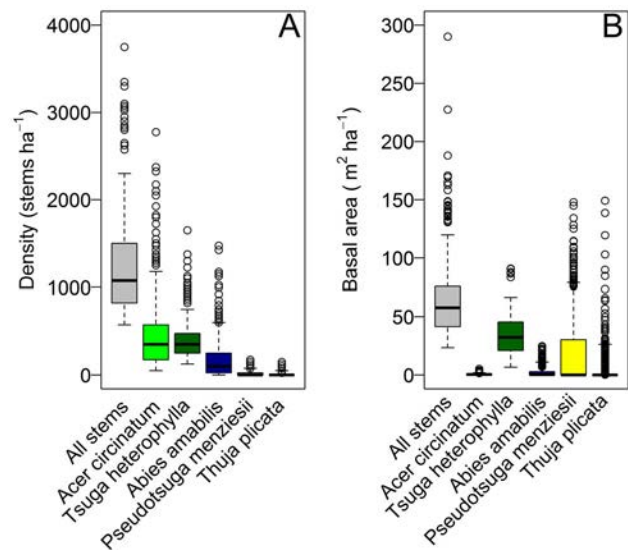 A
Density (stems ha⁻¹)
4000
3000
2000
1000
0
All stems
Acer circinatum
Tsuga heterophylla
Abies amabilis
Pseudotsuga menziesii
Thuja plicata
B
Basal area ( m² ha⁻¹)
300
250
200
150
100
50
0
All stems
Acer circinatum
Tsuga heterophylla
Abies amabilis
Pseudotsuga menziesii
Thuja plicata